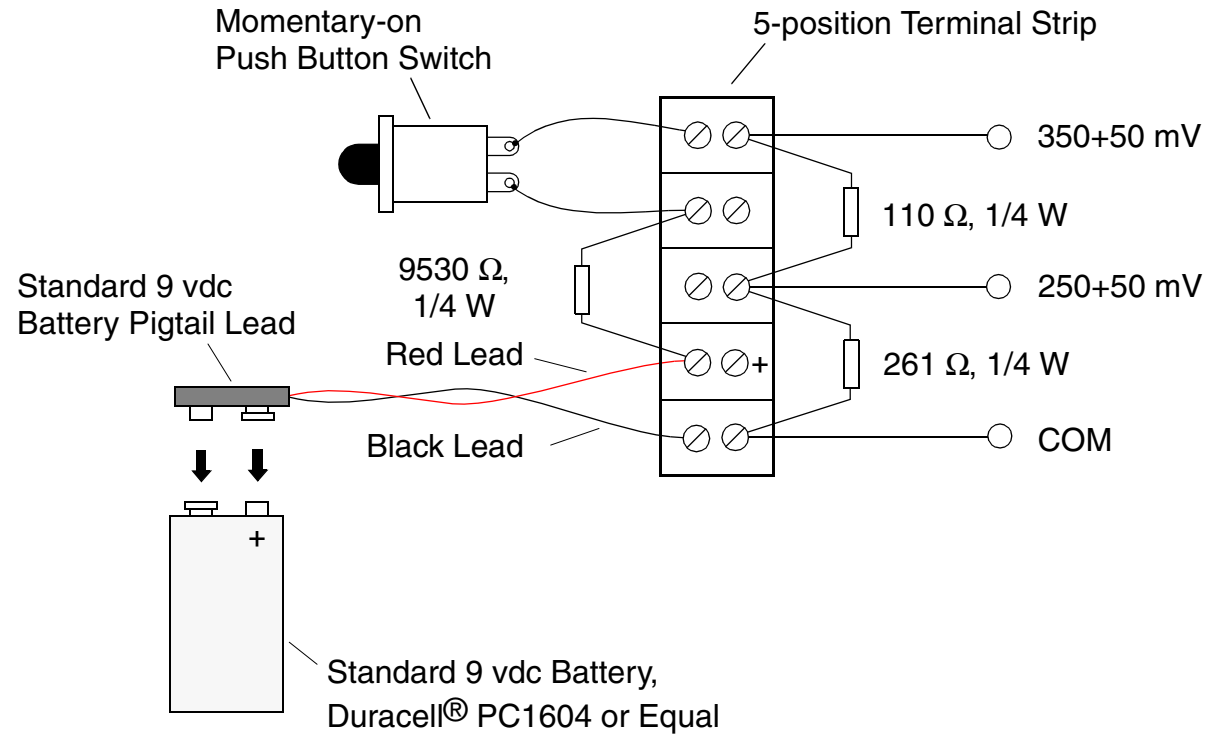 Momentary-on
Push Button Switch
5-position Terminal Strip
350+50 mV
110 Ω, 1/4 W
9530 Ω,
1/4 W
250+50 mV
Standard 9 vdc
Battery Pigtail Lead
Red Lead
+
261 Ω, 1/4 W
Black Lead
COM
+
Standard 9 vdc Battery,
Duracell® PC1604 or Equal